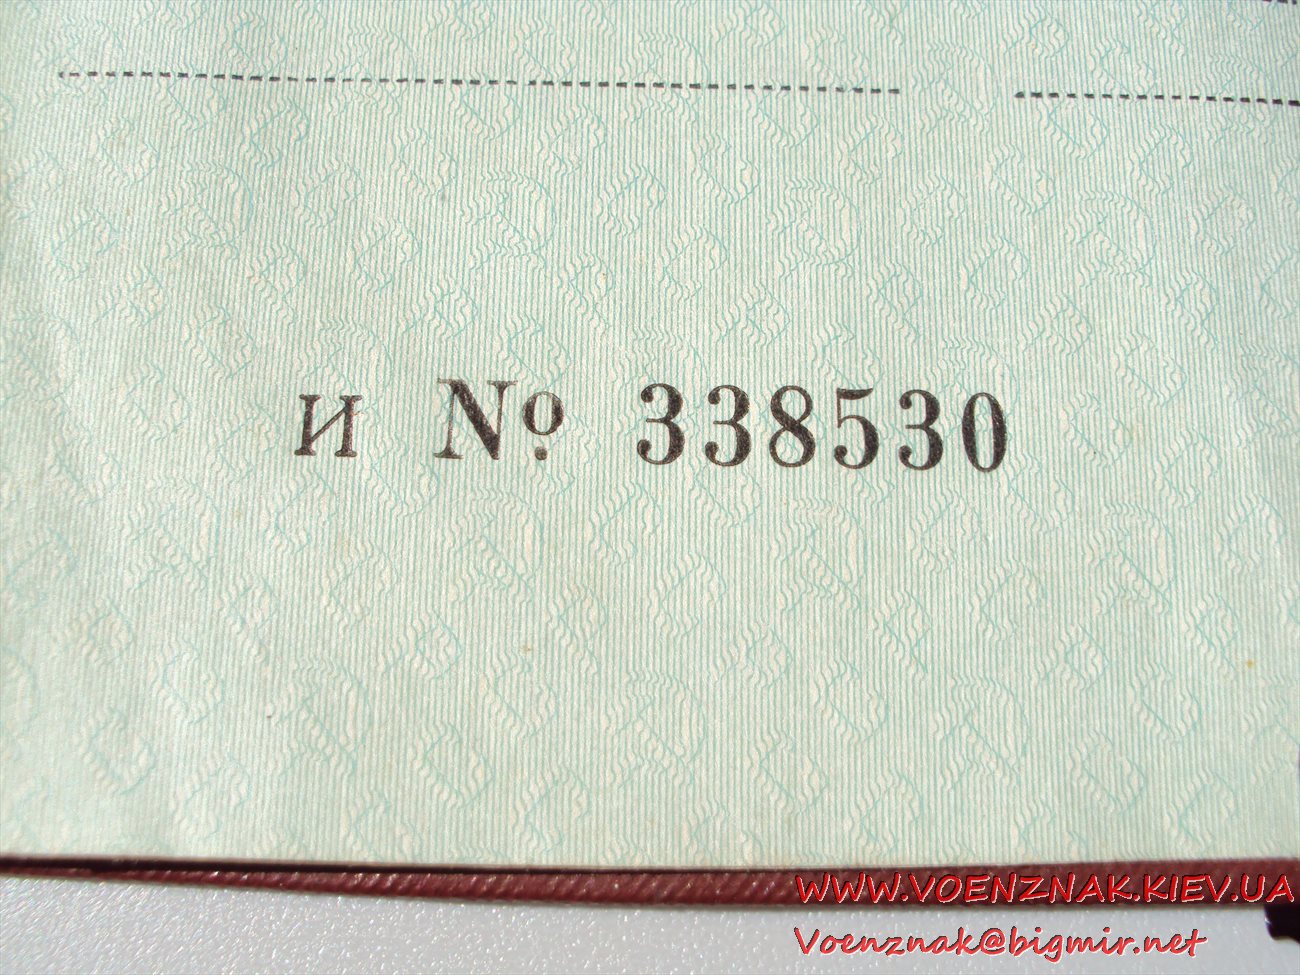 и № 338530
WWW.VOENZNAK.KIEV.UA
Voenznak@bigmir.net